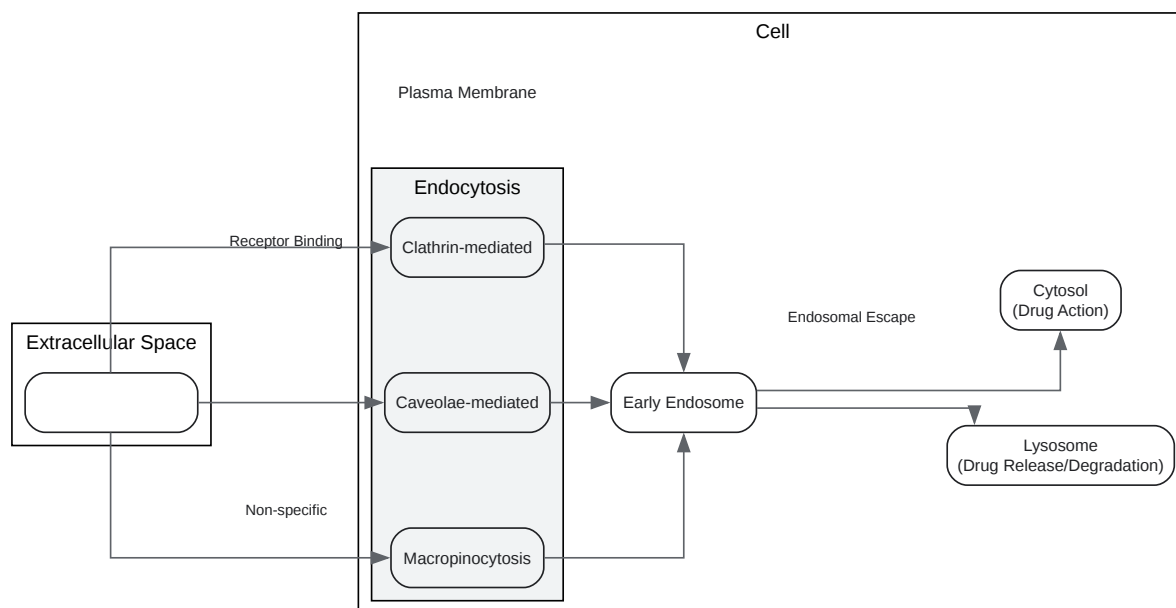 Cell
Plasma Membrane
Endocytosis
Receptor Binding
Clathrin-mediated
Extracellular Space
Caveolae-mediated
Early Endosome
Endosomal Escape
Cytosol
(Drug Action)
Lysosome
(Drug Release/Degradation)
Non-specific
Macropinocytosis